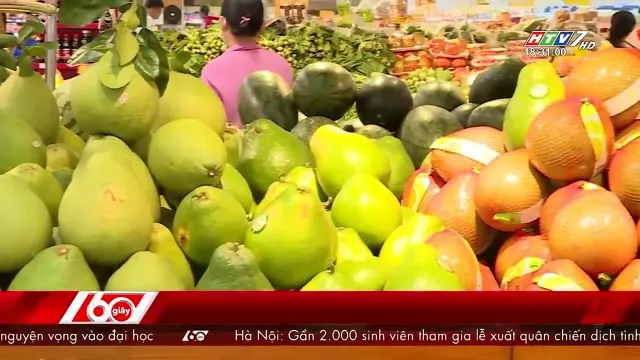 HTV7 HD
18:31:00
60 giây
nguyện vọng vào đại học 60 Hà Nội: Gần 2.000 sinh viên tham gia lễ xuất quân chiến dịch tình